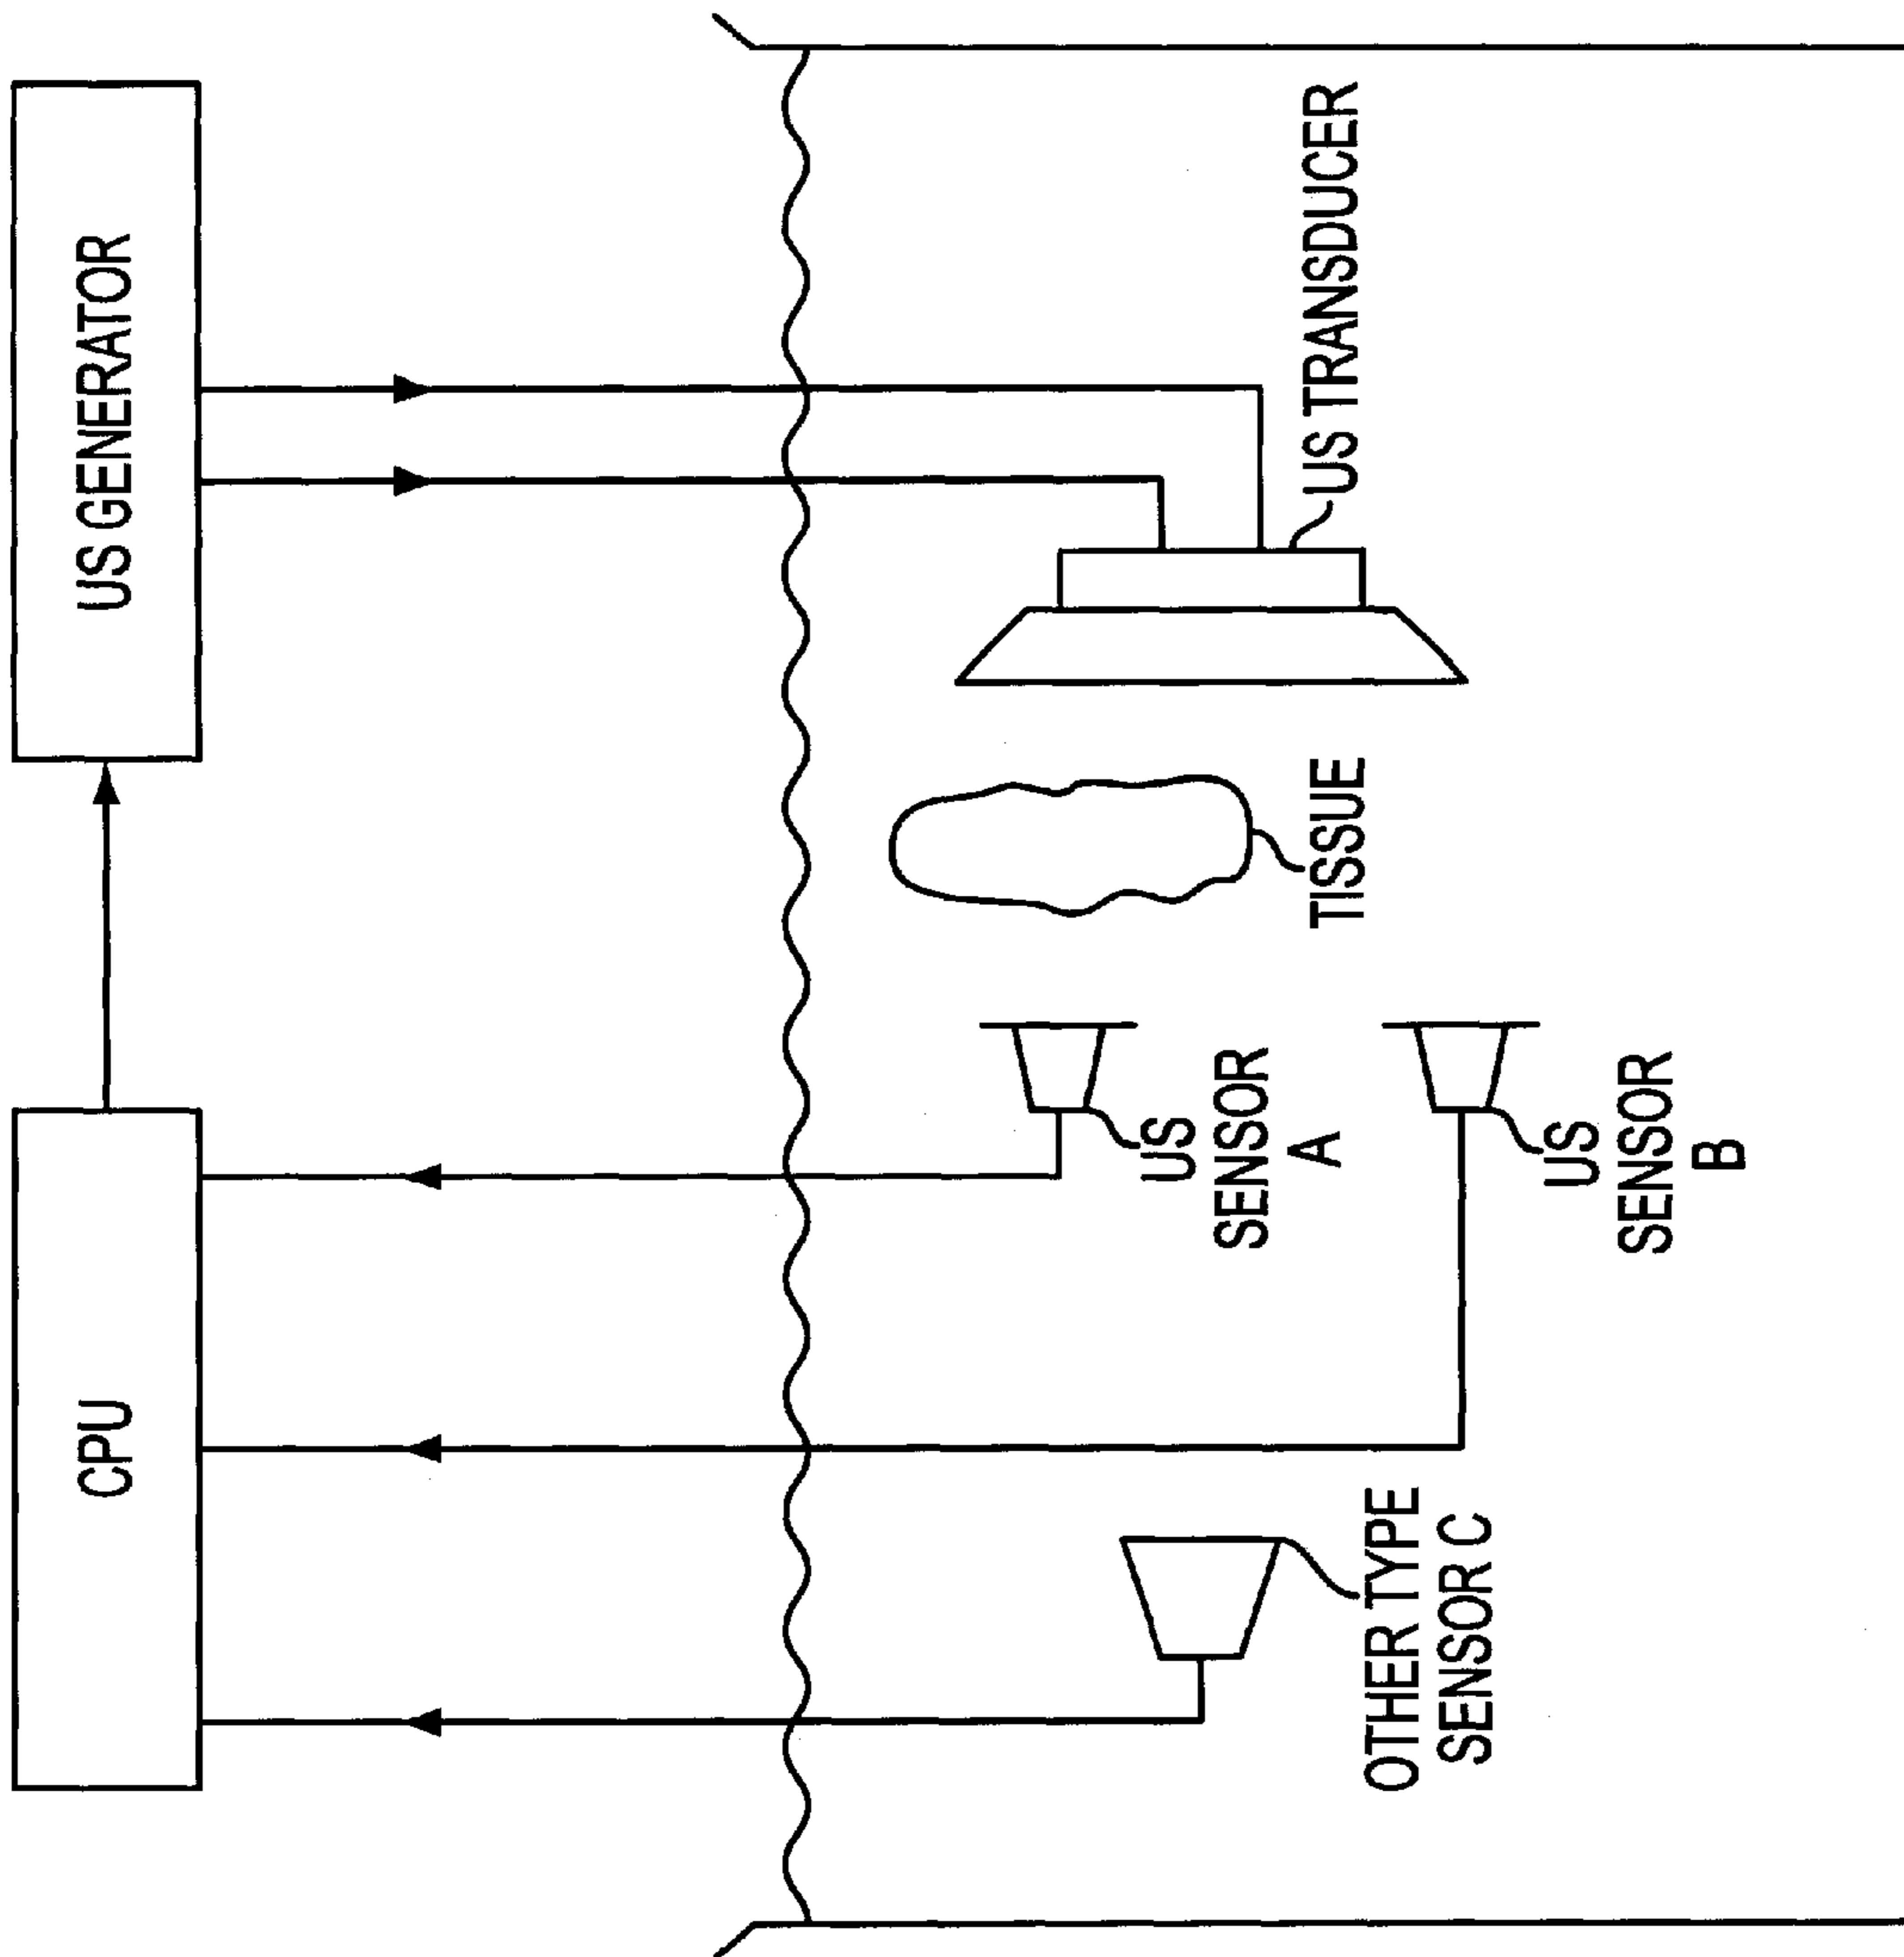 CPU
US GENERATOR
OTHER TYPE
SENSOR C
US
SENSOR
A
US
SENSOR
B
TISSUE
US TRANSDUCER